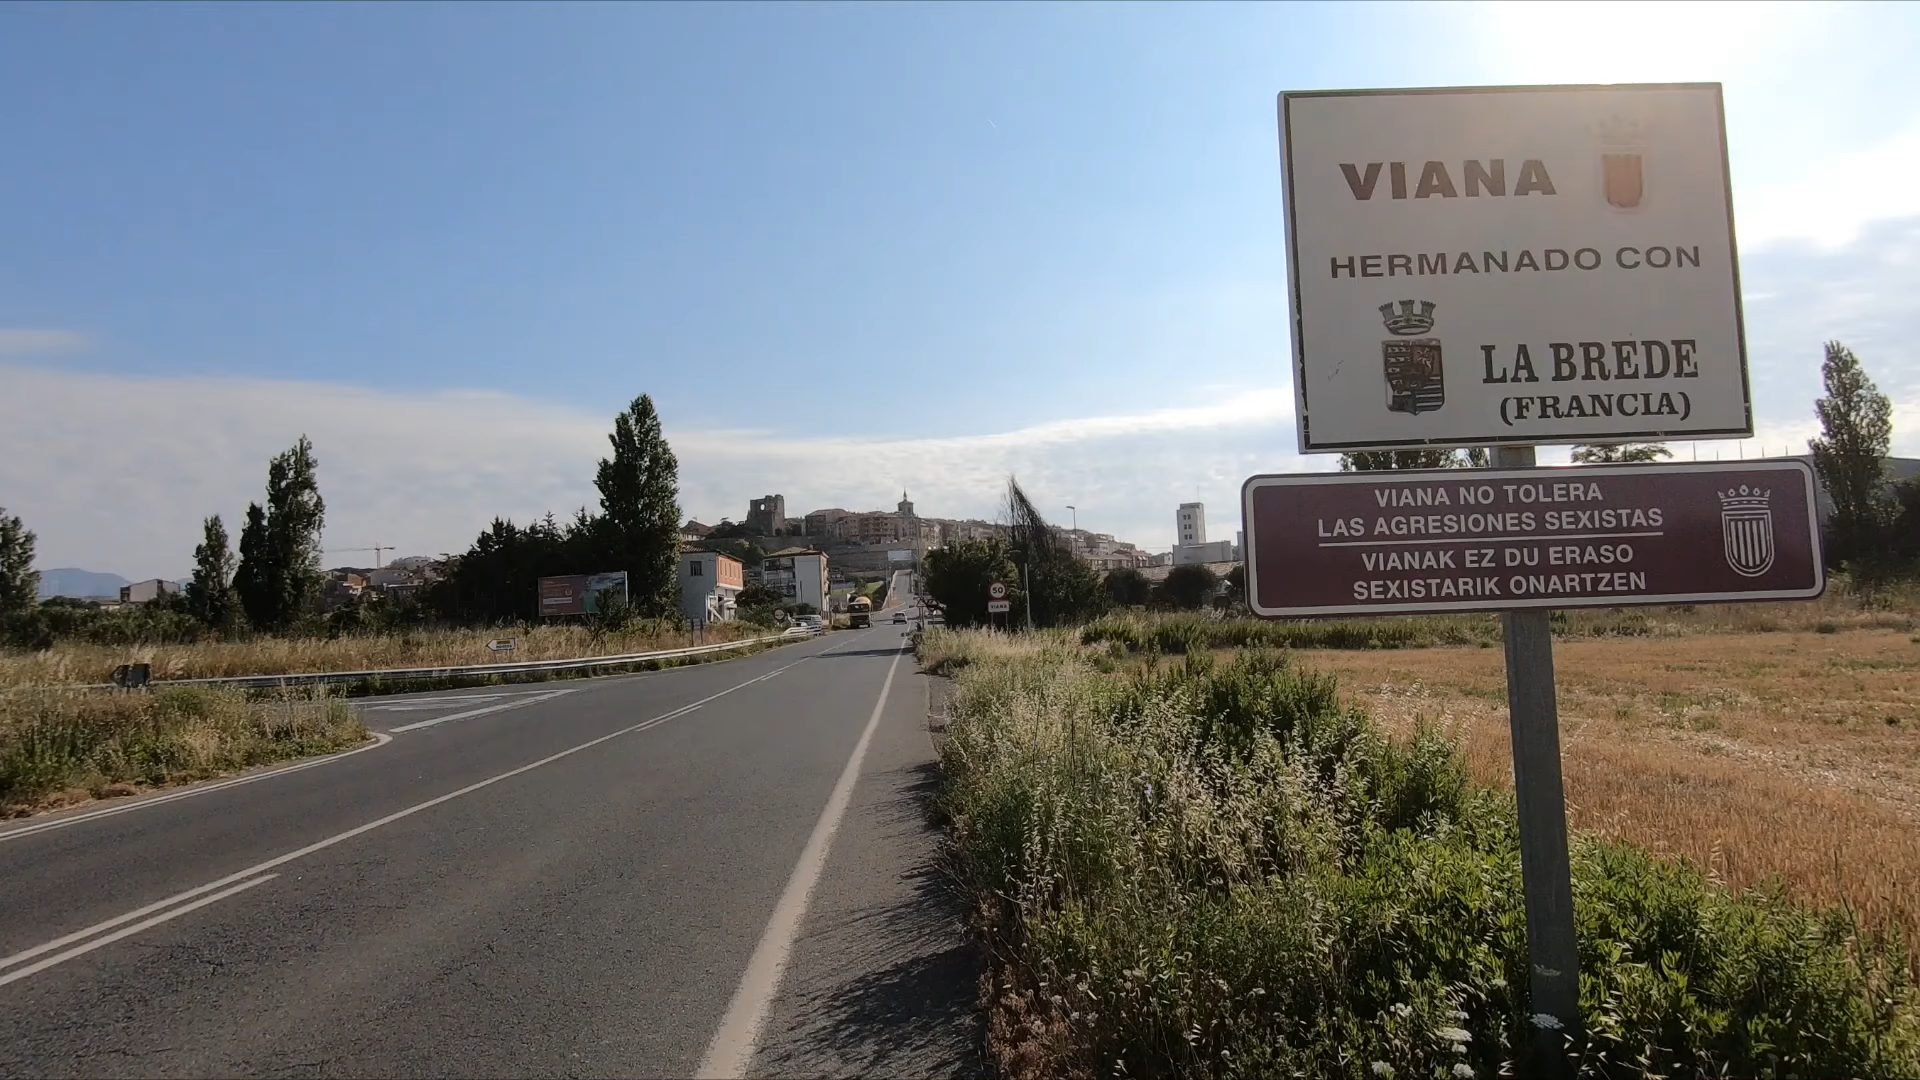 VIANA
HERMANADO CON
LA BREDE
(FRANCIA)
VIANA NO TOLERA
LAS AGRESIONES SEXISTAS
VIANAK EZ DU ERASO
SEXISTARIK ONARTZEN
50
VIANA